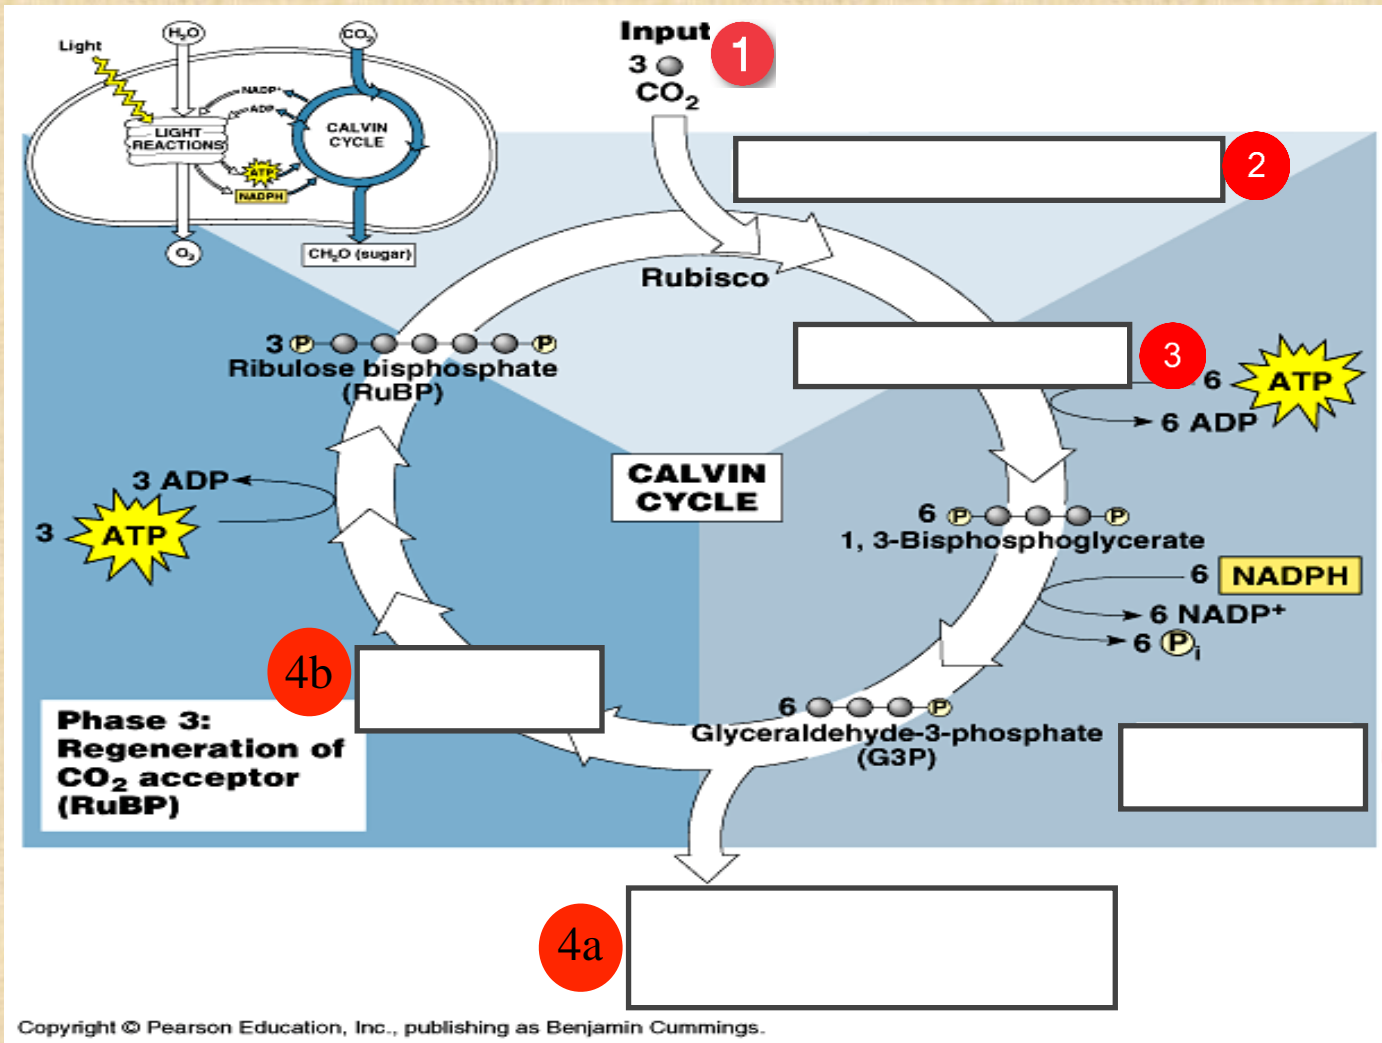 Light
H₂O
CO₂
NADP⁺
ADP
LIGHT
REACTIONS
CALVIN
CYCLE
ATP
NADPH
O₂
CH₂O (sugar)
Input
1
3
CO₂
2
Rubisco
3 P P
Ribulose bisphosphate
(RuBP)
3
6 ATP
6 ADP
CALVIN
CYCLE
3 ADP
3 ATP
6 P P
1, 3-Bisphosphoglycerate
6 NADPH
6 NADP⁺
6 Pi
4b
6 P
Glyceraldehyde-3-phosphate
(G3P)
Phase 3:
Regeneration of
CO₂ acceptor
(RuBP)
4a
Copyright © Pearson Education, Inc., publishing as Benjamin Cummings.